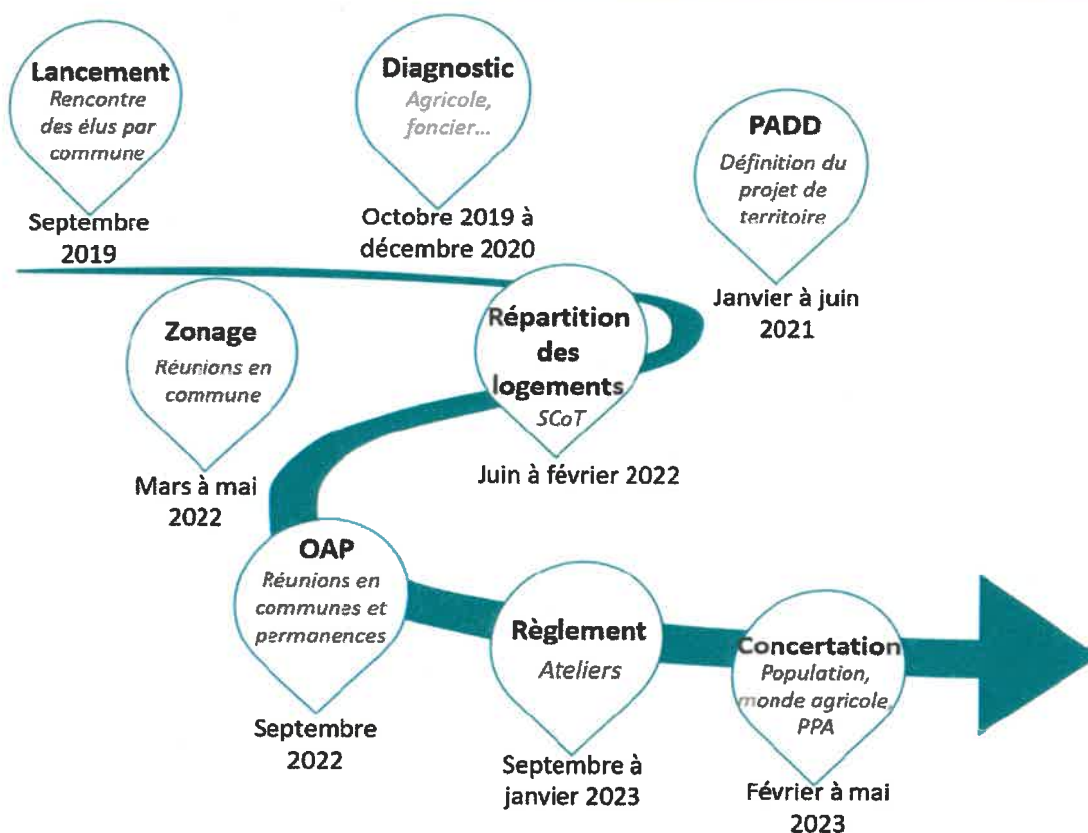 Lancement
Rencontre
des élus par
commune
Septembre
2019
Diagnostic
Agricole,
foncier...
Octobre 2019 à
décembre 2020
PADD
Définition du
projet de
territoire
Janvier à juin
2021
Répartition
des
logements
SCoT
Juin à février 2022
Zonage
Réunions en
commune
Mars à mai
2022
OAP
Réunions en
communes et
permanences
Septembre
2022
Règlement
Ateliers
Septembre à
janvier 2023
Concertation
Population,
monde agricole,
PPA
Février à mai
2023